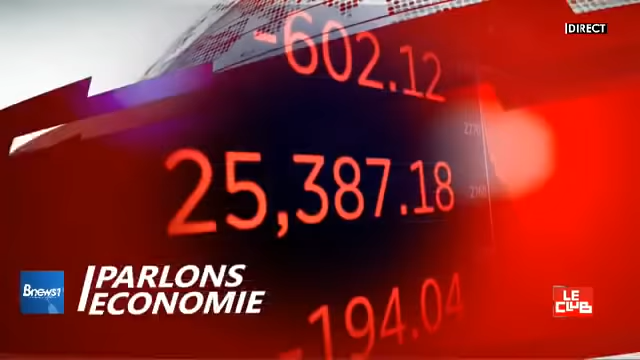 DIRECT
-602.12
25,387.18
-194.04
Bnews1
PARLONS
ECONOMIE
LE
CLUB